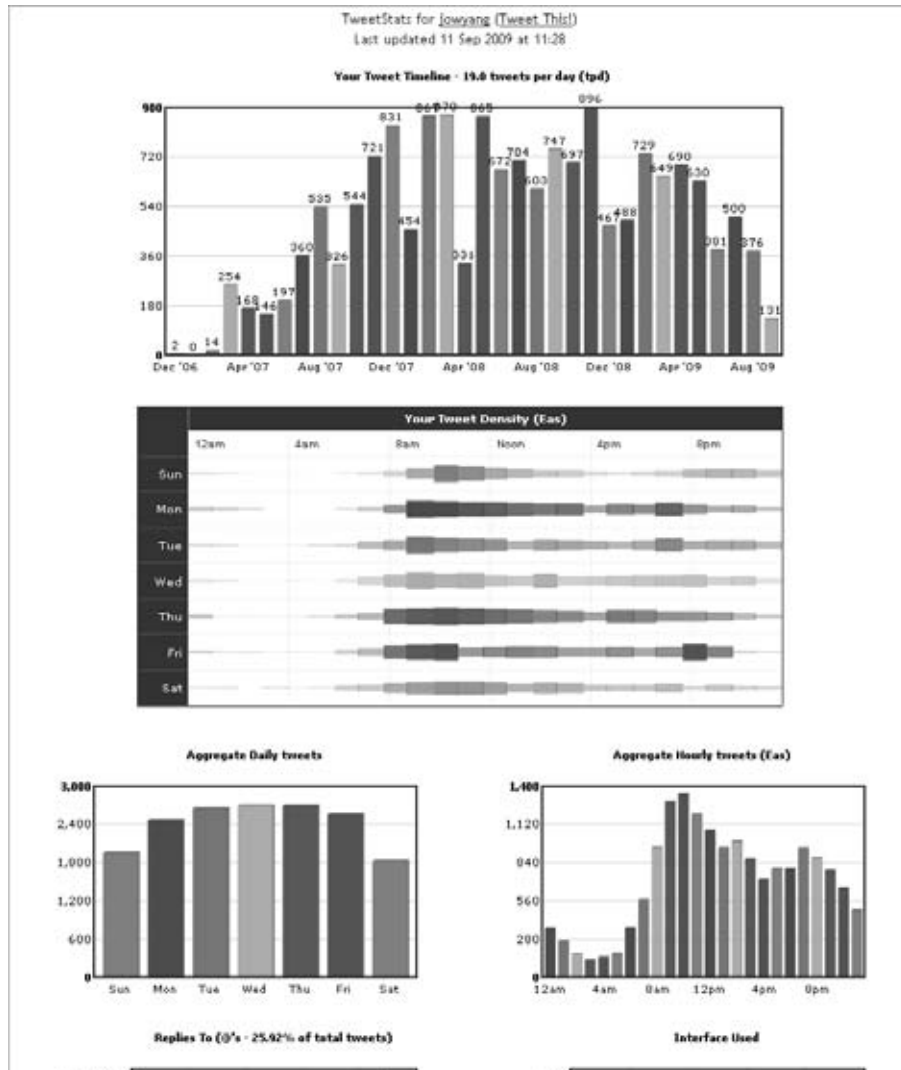 TweetStats for jowyang (Tweet This!)
Last updated 11 Sep 2009 at 11:28
Your Tweet Timeline - 19.0 tweets per day (tpd)
900
720
540
360
180
0
2
0
14
254
168
146
197
360
535
326
544
721
831
454
331
865
672
704
603
747
697
896
467
488
729
649
690
630
381
500
376
131
Dec '06
Apr '07
Aug '07
Dec '07
Apr '08
Aug '08
Dec '08
Apr '09
Aug '09
Your Tweet Density (Eas)
12am
4am
8am
Noon
4pm
8pm
Sun
Mon
Tue
Wed
Thu
Fri
Sat
Aggregate Daily tweets
3,000
2,400
1,800
1,200
600
0
Sun
Mon
Tue
Wed
Thu
Fri
Sat
Aggregate Hourly tweets (Eas)
1,400
1,120
840
560
280
0
12am
4am
8am
12pm
4pm
8pm
Replies To (@'s - 25.92% of total tweets)
Interface Used